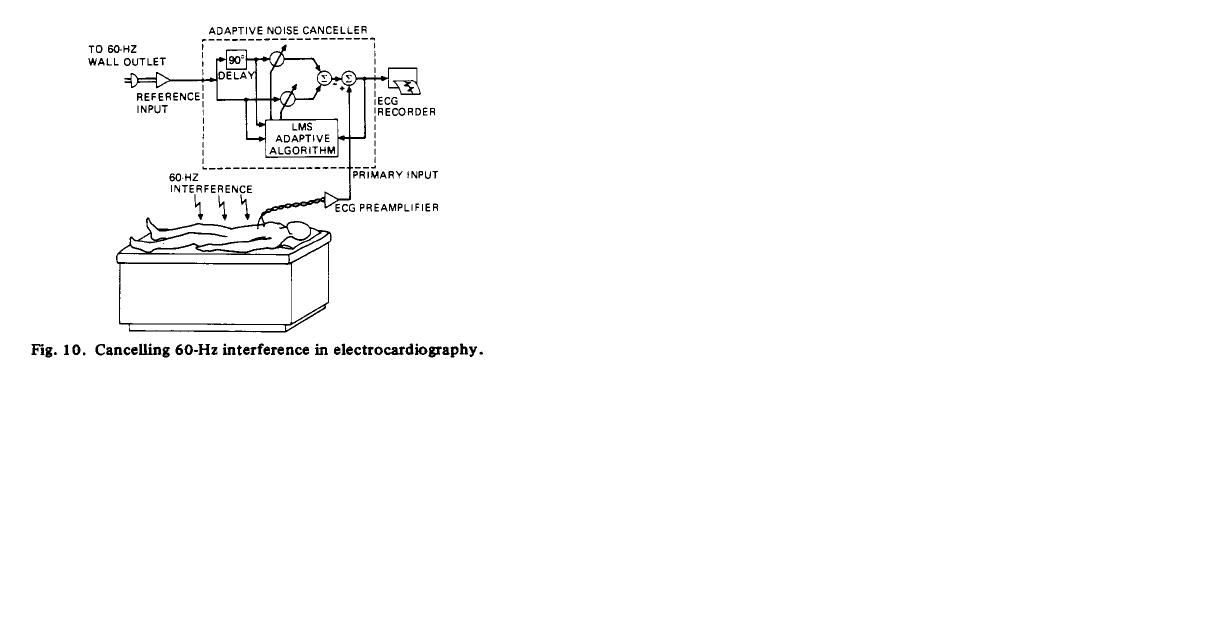 ADAPTIVE NOISE CANCELLER
TO 60-HZ
WALL OUTLET
90°
DELAY
Σ
Σ
-
+
REFERENCE
INPUT
ECG
RECORDER
LMS
ADAPTIVE
ALGORITHM
PRIMARY INPUT
60-HZ
INTERFERENCE
ECG PREAMPLIFIER
Fig. 10. Cancelling 60-Hz interference in electrocardiography.